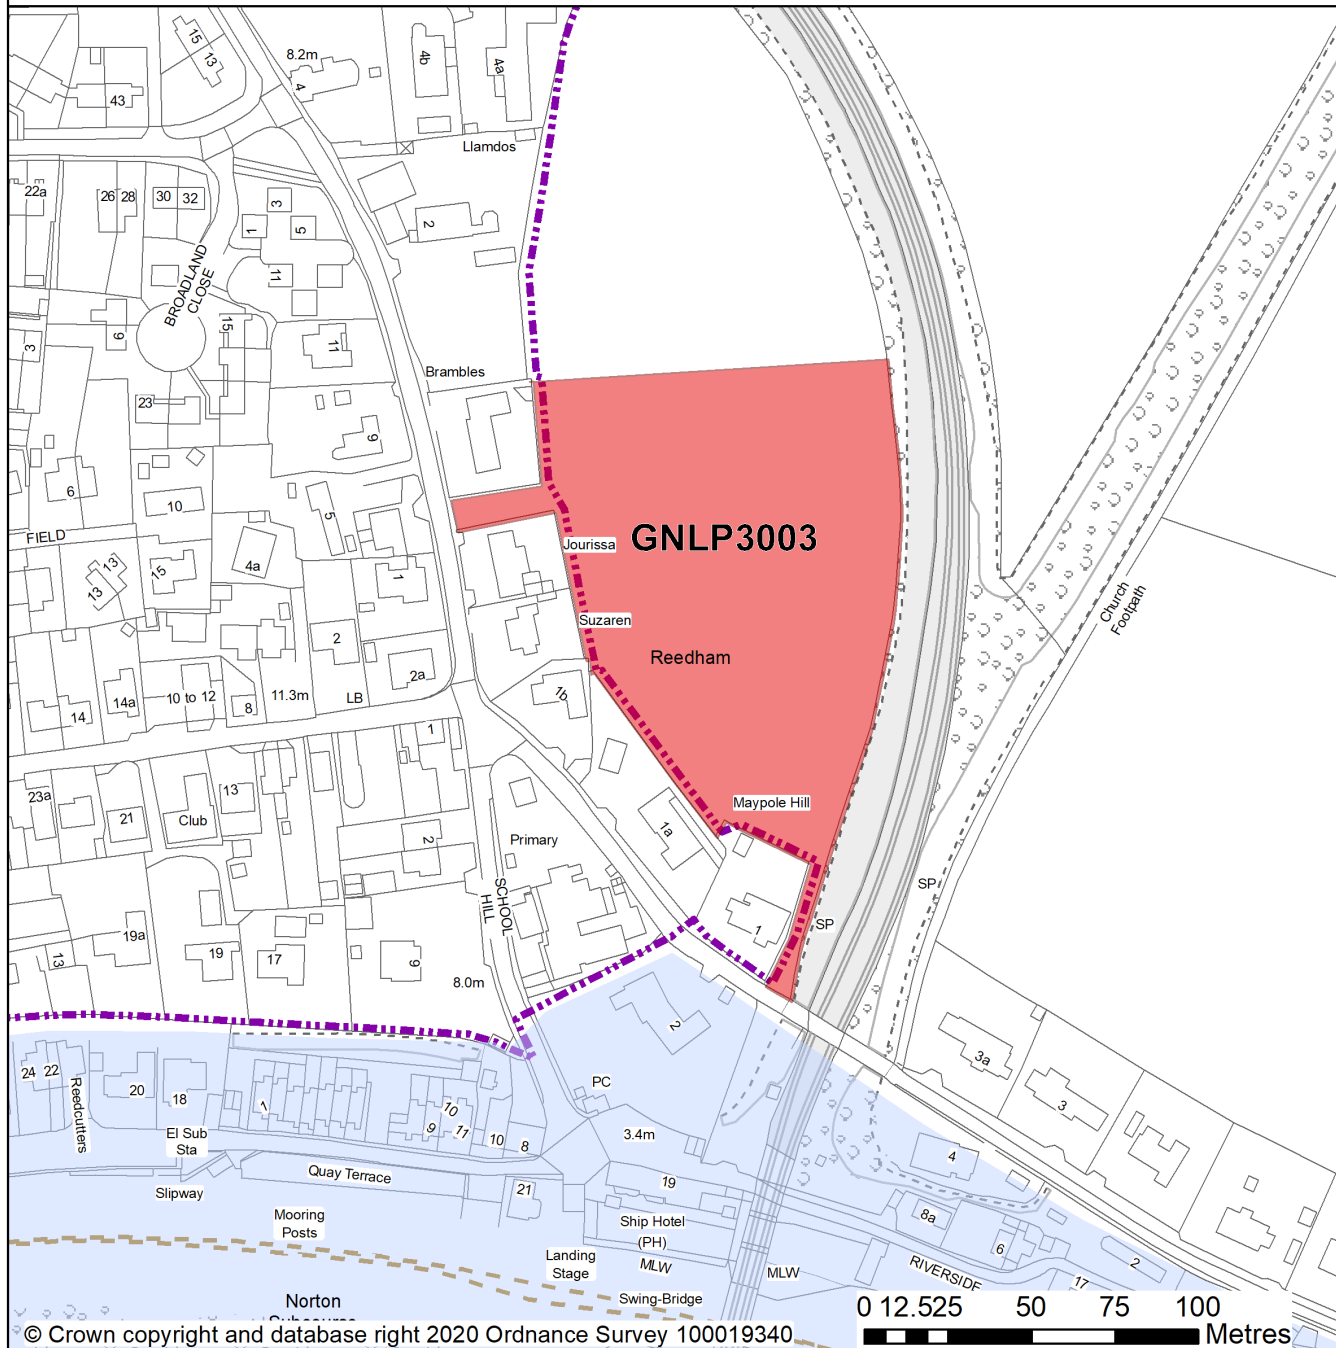 15
13
8.2m
4
4b
4a
43
Llamdos
22a
26
28
30
32
3
1
5
2
11
BROADLAND
CLOSE
15
11
3
Brambles
23
9
6
10
5
FIELD
GNLP3003
Jourissa
13
13
15
4a
1
Church
Footpath
Suzaren
2
Reedham
2a
14
14a
10 to 12
8
11.3m
LB
1b
1
23a
21
Club
13
2
Primary
1a
Maypole Hill
SCHOOL
HILL
SP
SP
13
19a
19
17
9
8.0m
1
2
3a
3
24
22
Reedcutters
20
18
1
10
9
11
10
8
PC
3.4m
4
El Sub
Sta
Quay Terrace
Slipway
21
19
8a
6
2
17
Mooring
Posts
Ship Hotel
(PH)
MLW
Landing
Stage
MLW
RIVERSIDE
Swing-Bridge
Norton
Subcourse
0 12.525 50 75 100
Metres
© Crown copyright and database right 2020 Ordnance Survey 100019340